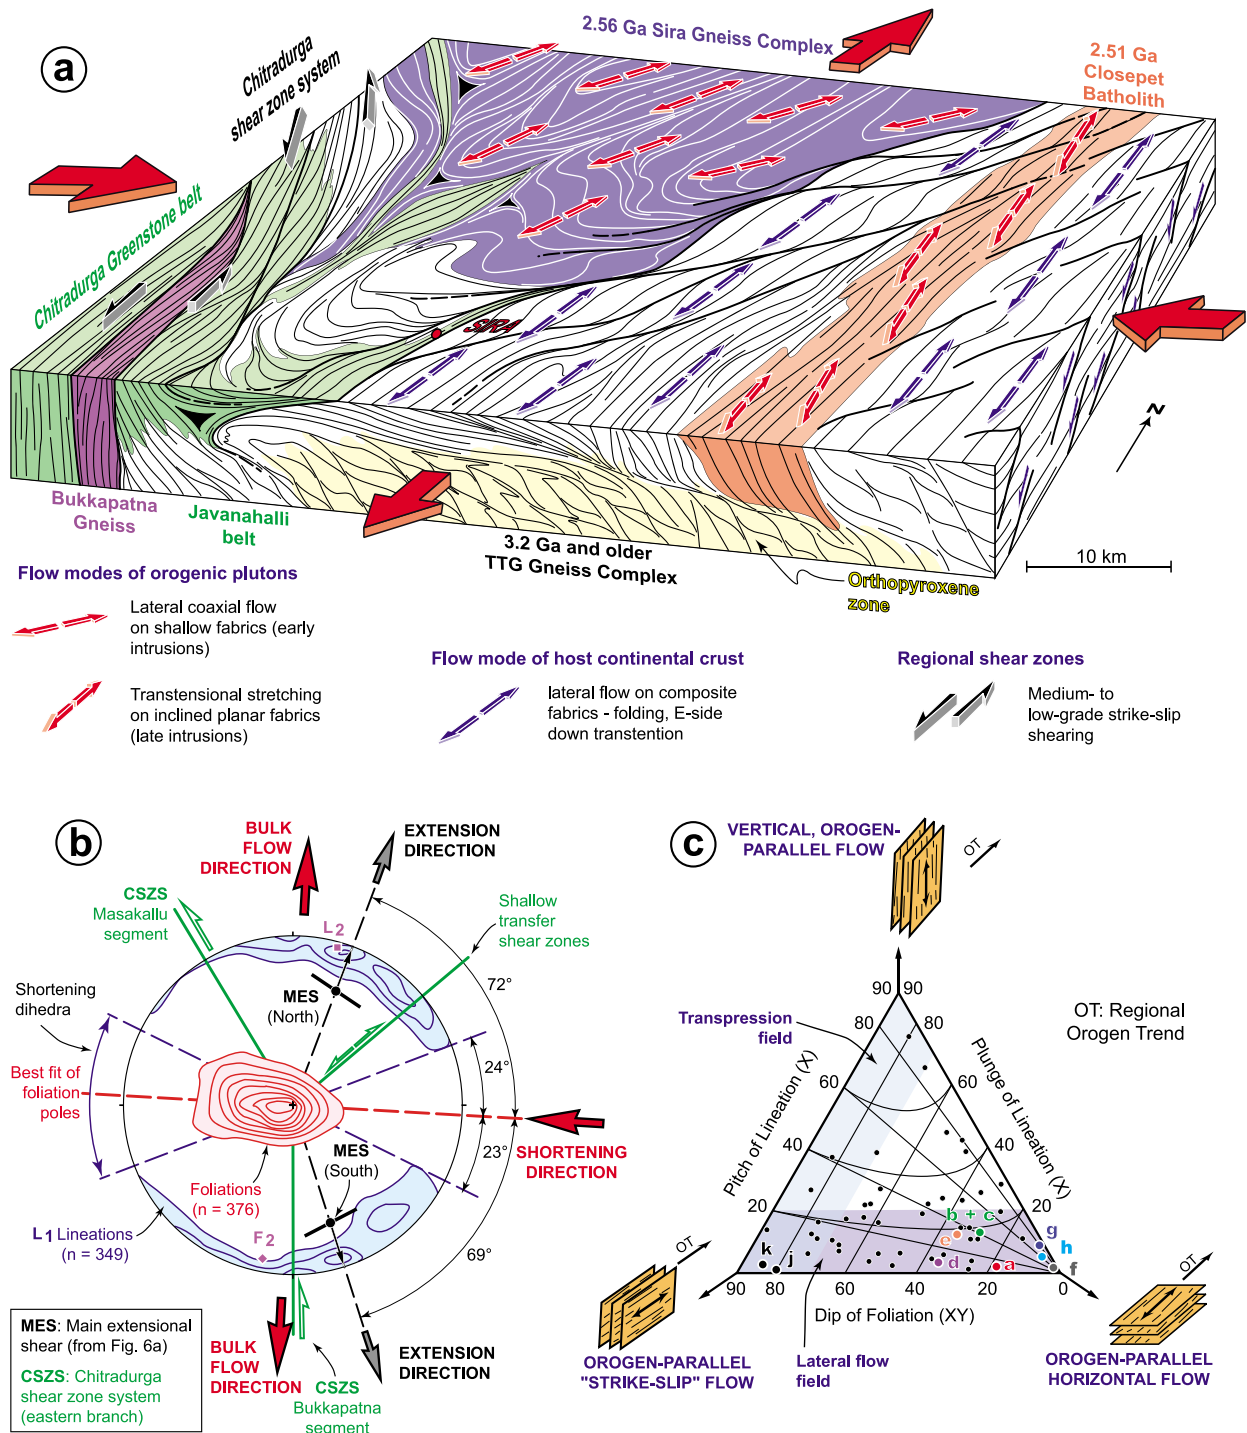 a
Chitradurga
shear zone system
2.56 Ga Sira Gneiss Complex
2.51 Ga
Closepet
Batholith
Chitradurga Greenstone belt
SIRA
N
Bukkapatna
Gneiss
Javanahalli
belt
3.2 Ga and older
TTG Gneiss Complex
Orthopyroxene
zone
10 km
Flow modes of orogenic plutons
Lateral coaxial flow
on shallow fabrics (early
intrusions)
Transtensional stretching
on inclined planar fabrics
(late intrusions)
Flow mode of host continental crust
lateral flow on composite
fabrics - folding, E-side
down transtention
Regional shear zones
Medium- to
low-grade strike-slip
shearing
b
BULK
FLOW
DIRECTION
EXTENSION
DIRECTION
CSZS
Masakallu
segment
Shallow
transfer
shear zones
L2
72°
MES
(North)
Shortening
dihedra
24°
Best fit of
foliation
poles
SHORTENING
DIRECTION
23°
MES
(South)
Foliations
(n = 376)
L1 Lineations
(n = 349)
F2
69°
MES: Main extensional
shear (from Fig. 6a)
CSZS: Chitradurga
shear zone system
(eastern branch)
BULK
FLOW
DIRECTION
CSZS
Bukkapatna
segment
EXTENSION
DIRECTION
c
VERTICAL, OROGEN-
PARALLEL FLOW
OT
OT: Regional
Orogen Trend
Transpression
field
90 90
80 80
60 60
40 40
20 20
Pitch of Lineation (X)
Plunge of Lineation (X)
b + c
e
g
h
d
a
f
k
j
90 80 60 40 20 0
Dip of Foliation (XY)
OT
OT
OROGEN-PARALLEL
"STRIKE-SLIP" FLOW
Lateral flow
field
OROGEN-PARALLEL
HORIZONTAL FLOW